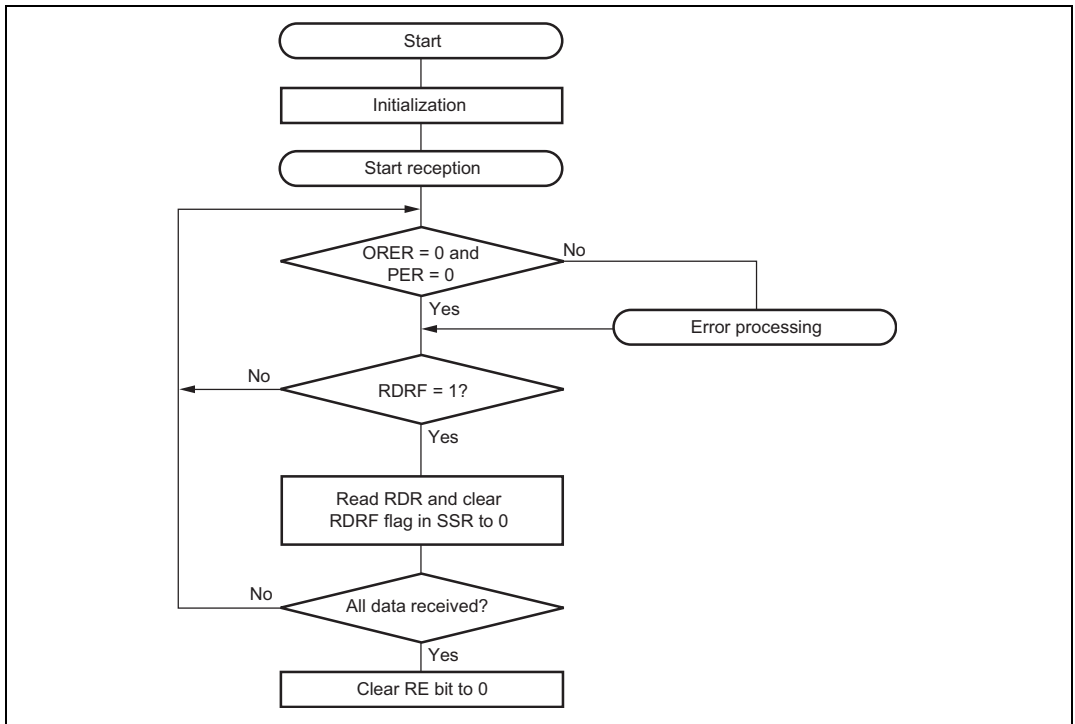 Start
Initialization
Start reception
ORER = 0 and
PER = 0
No
Yes
Error processing
No
RDRF = 1?
Yes
Read RDR and clear
RDRF flag in SSR to 0
No
All data received?
Yes
Clear RE bit to 0